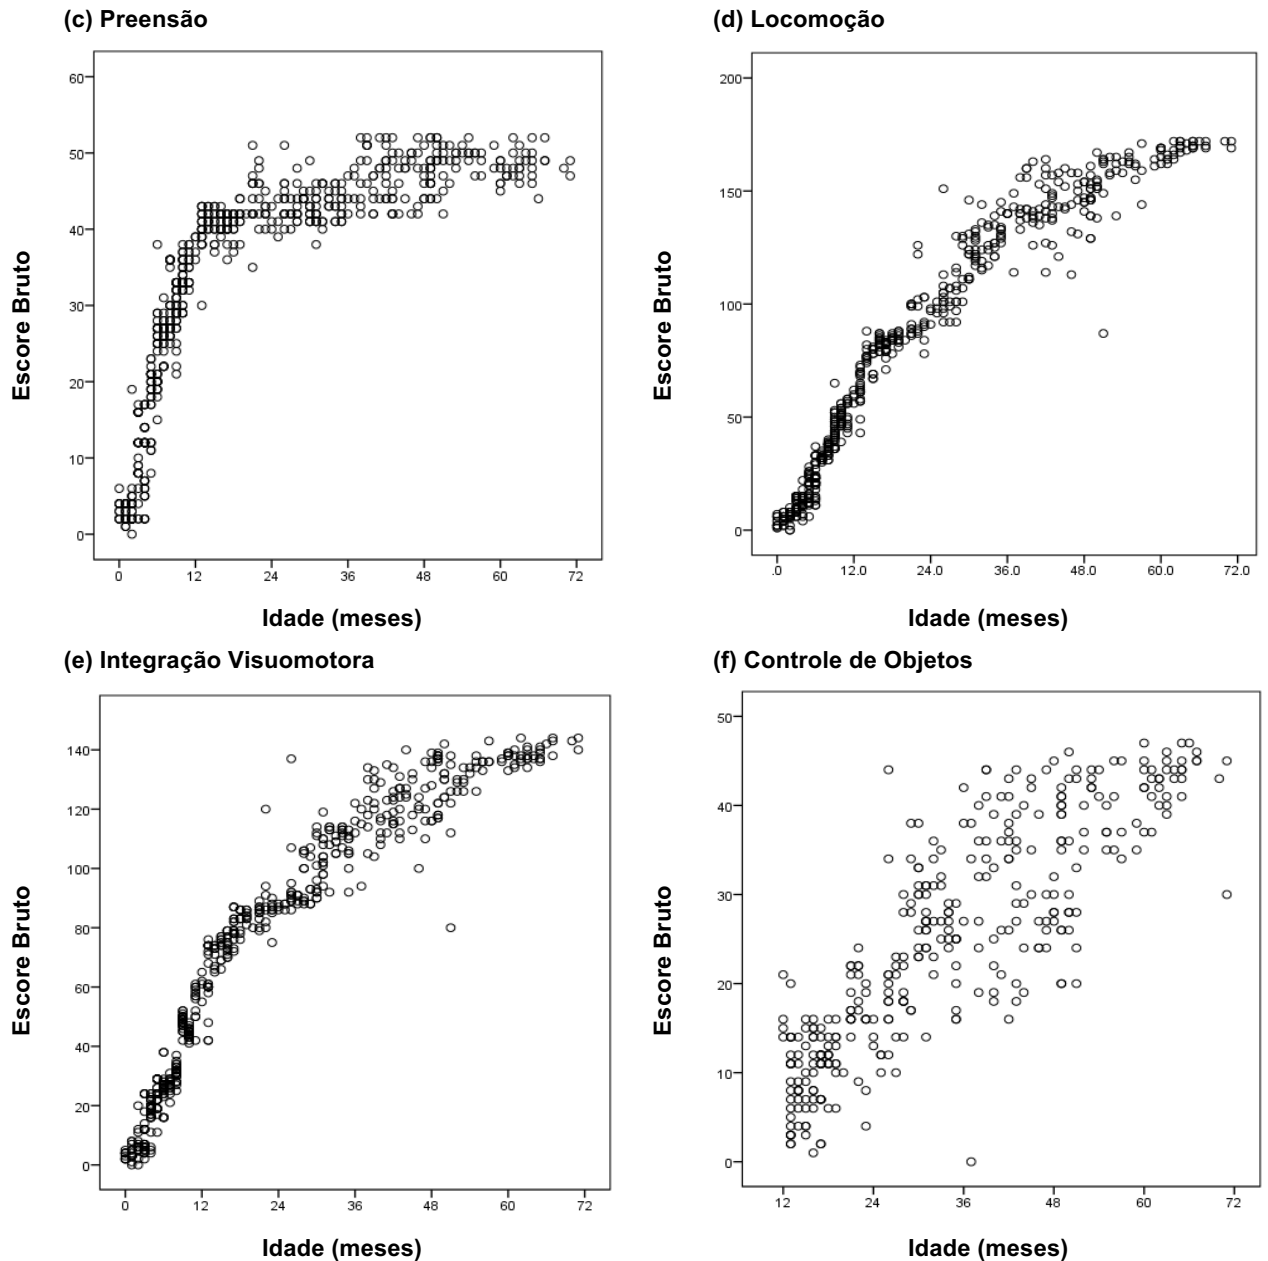 (c) Preensão
60
50
40
30
20
10
0
Escore Bruto
0 12 24 36 48 60 72
Idade (meses)
(d) Locomoção
200
150
100
50
0
Escore Bruto
.0 12.0 24.0 36.0 48.0 60.0 72.0
Idade (meses)
(e) Integração Visuomotora
140
120
100
80
60
40
20
0
Escore Bruto
0 12 24 36 48 60 72
Idade (meses)
(f) Controle de Objetos
50
40
30
20
10
0
Escore Bruto
12 24 36 48 60 72
Idade (meses)